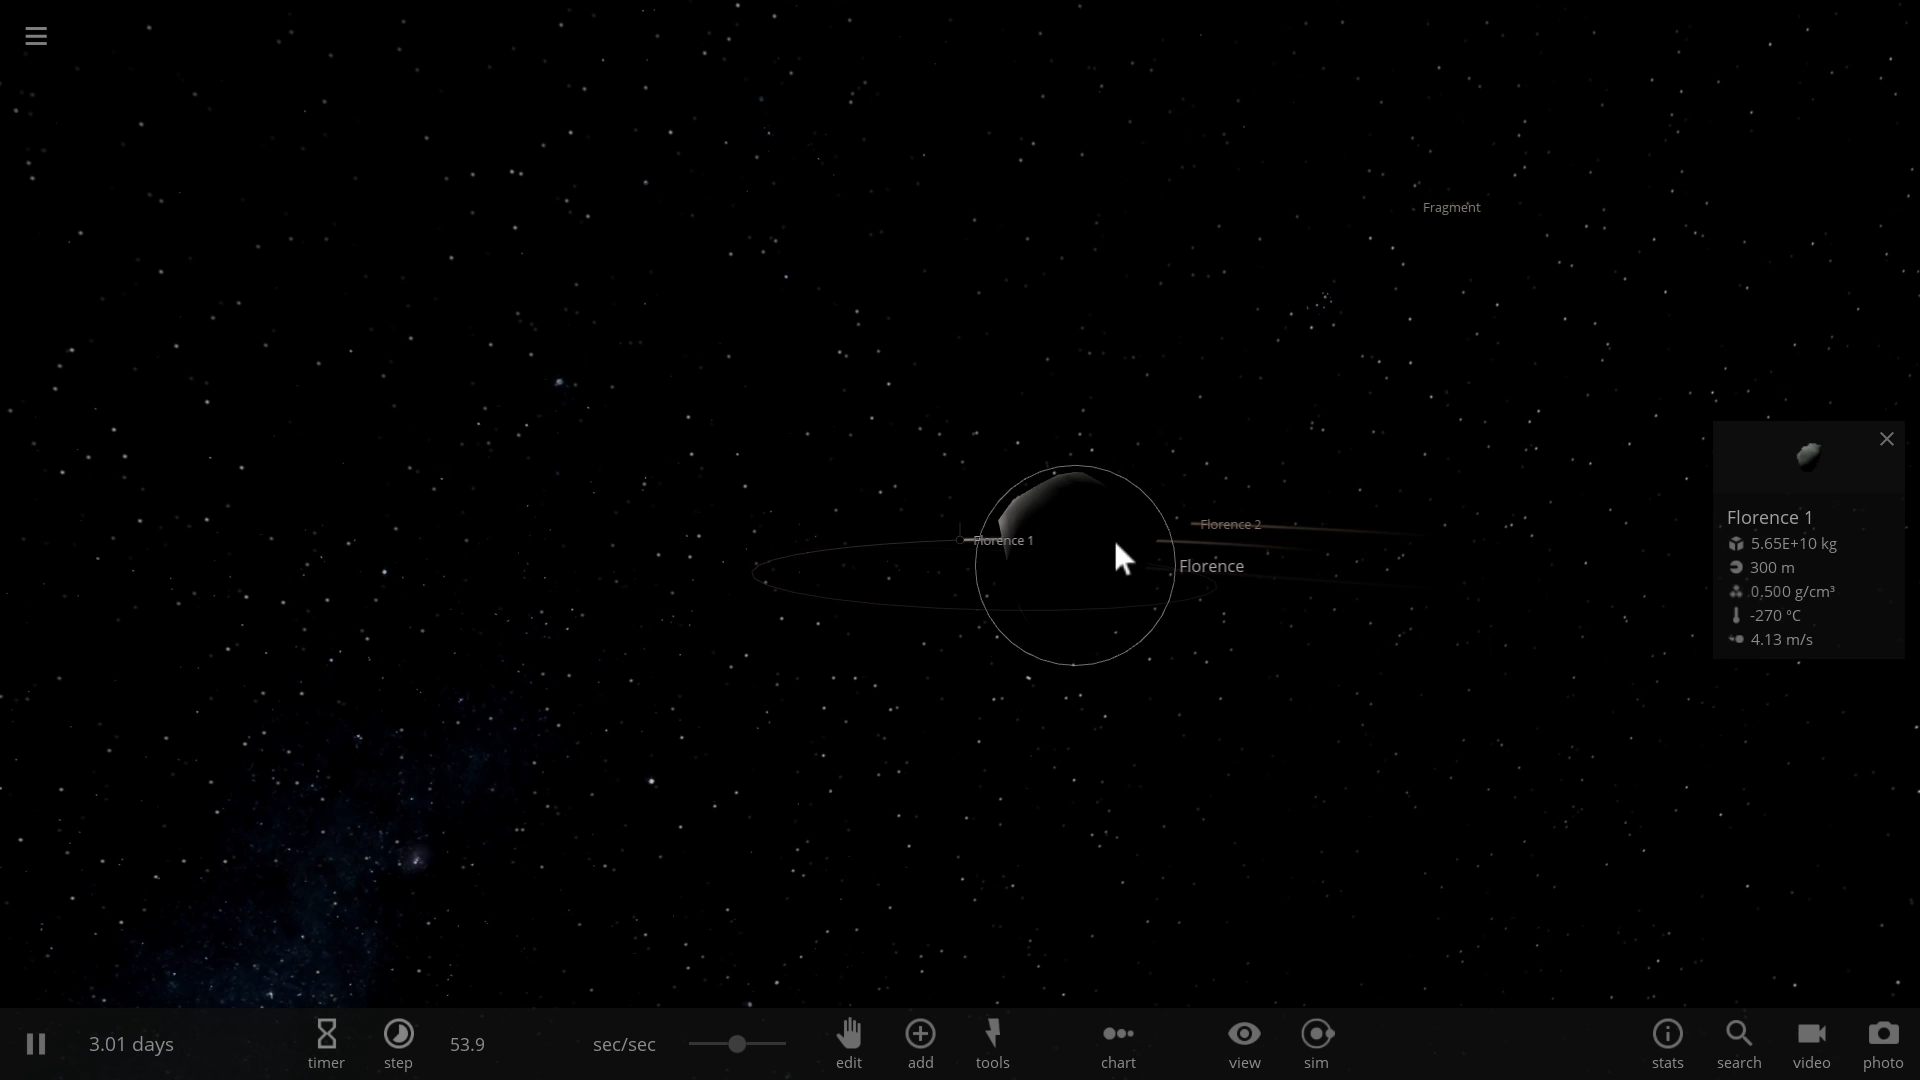 Fragment
Florence 2
Florence 1
Florence
Florence 1
5.65E+10 kg
300 m
0.500 g/cm³
-270 °C
4.13 m/s
3.01 days
timer
step
53.9
sec/sec
edit
add
tools
chart
view
sim
stats
search
video
photo